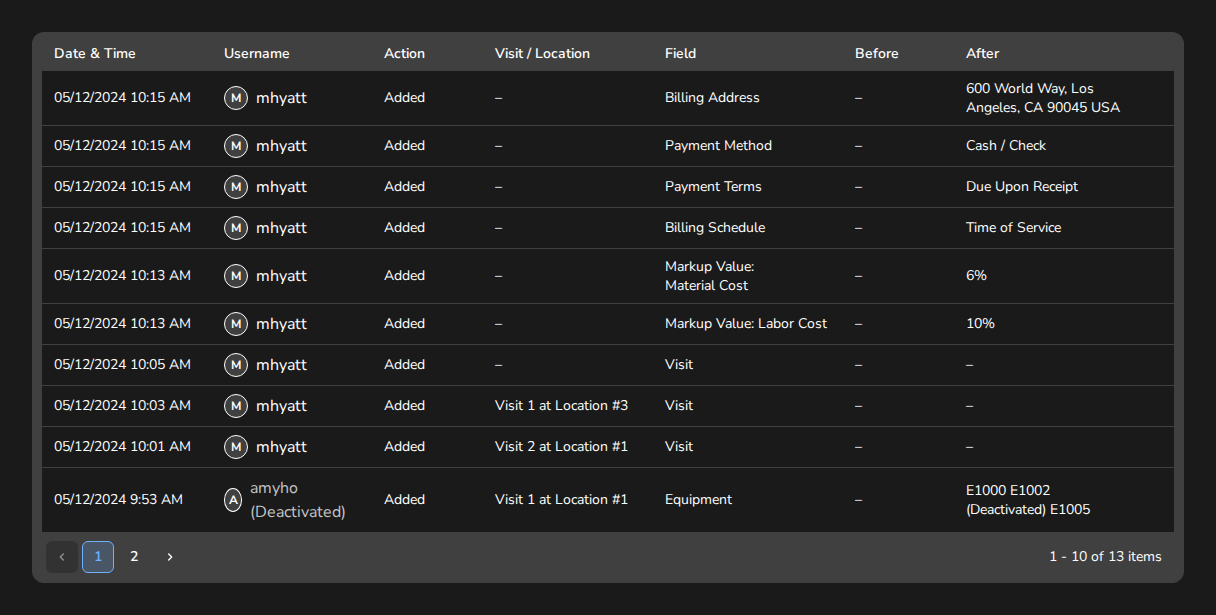 Date & Time Username Action Visit / Location Field Before After
05/12/2024 10:15 AM M mhyatt Added – Billing Address – 600 World Way, Los
Angeles, CA 90045 USA
05/12/2024 10:15 AM M mhyatt Added – Payment Method – Cash / Check
05/12/2024 10:15 AM M mhyatt Added – Payment Terms – Due Upon Receipt
05/12/2024 10:15 AM M mhyatt Added – Billing Schedule – Time of Service
05/12/2024 10:13 AM M mhyatt Added – Markup Value:
Material Cost – 6%
05/12/2024 10:13 AM M mhyatt Added – Markup Value: Labor Cost – 10%
05/12/2024 10:05 AM M mhyatt Added – Visit – –
05/12/2024 10:03 AM M mhyatt Added Visit 1 at Location #3 Visit – –
05/12/2024 10:01 AM M mhyatt Added Visit 2 at Location #1 Visit – –
05/12/2024 9:53 AM A amyho
(Deactivated) Added Visit 1 at Location #1 Equipment – E1000 E1002
(Deactivated) E1005
‹ 1 2 › 1 - 10 of 13 items